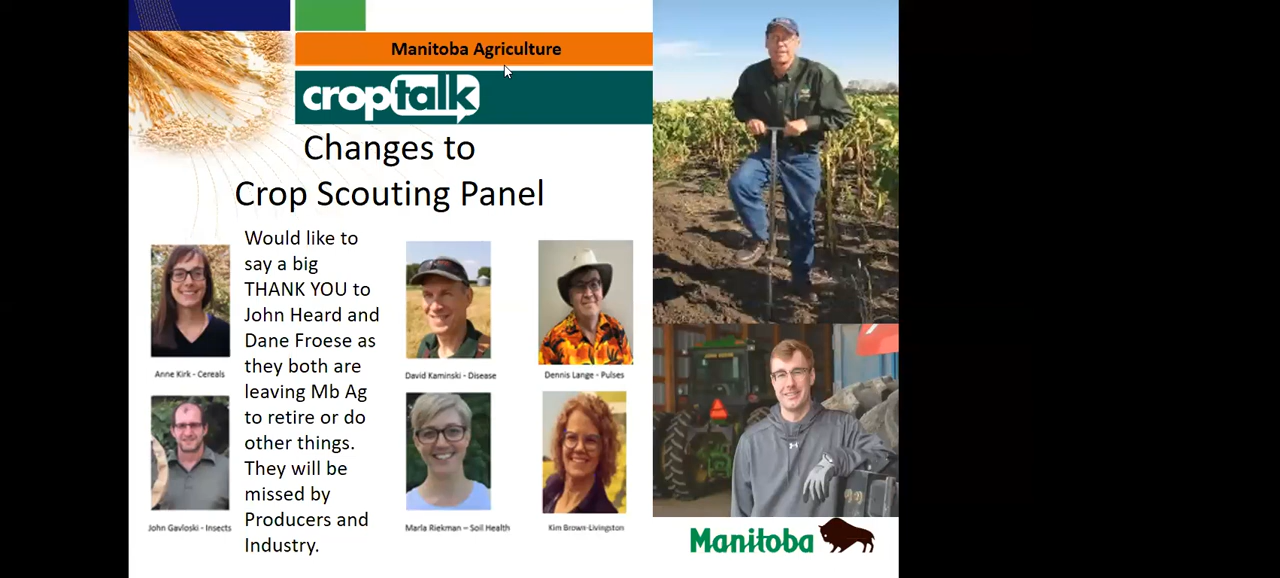 Manitoba Agriculture
croptalk
Changes to
Crop Scouting Panel
Would like to
say a big
THANK YOU to
John Heard and
Dane Froese as
they both are
leaving Mb Ag
to retire or do
other things.
They will be
missed by
Producers and
Industry.
Anne Kirk - Cereals
David Kaminski - Disease
Dennis Lange - Pulses
John Gavloski - Insects
Marla Riekman – Soil Health
Kim Brown-Livingston
Manitoba